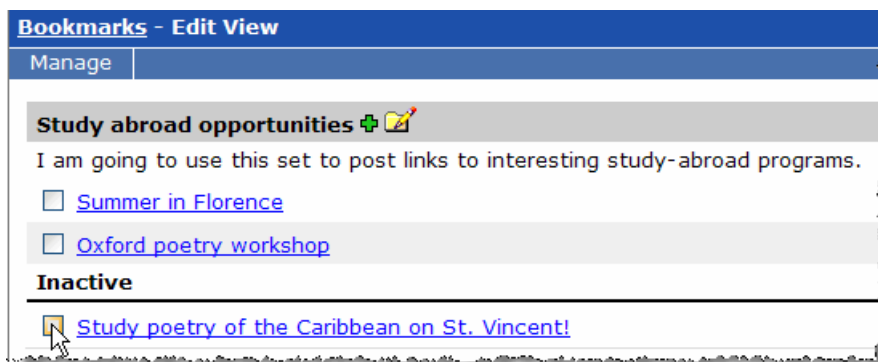 Bookmarks - Edit View
Manage
Study abroad opportunities
I am going to use this set to post links to interesting study-abroad programs.
Summer in Florence
Oxford poetry workshop
Inactive
Study poetry of the Caribbean on St. Vincent!